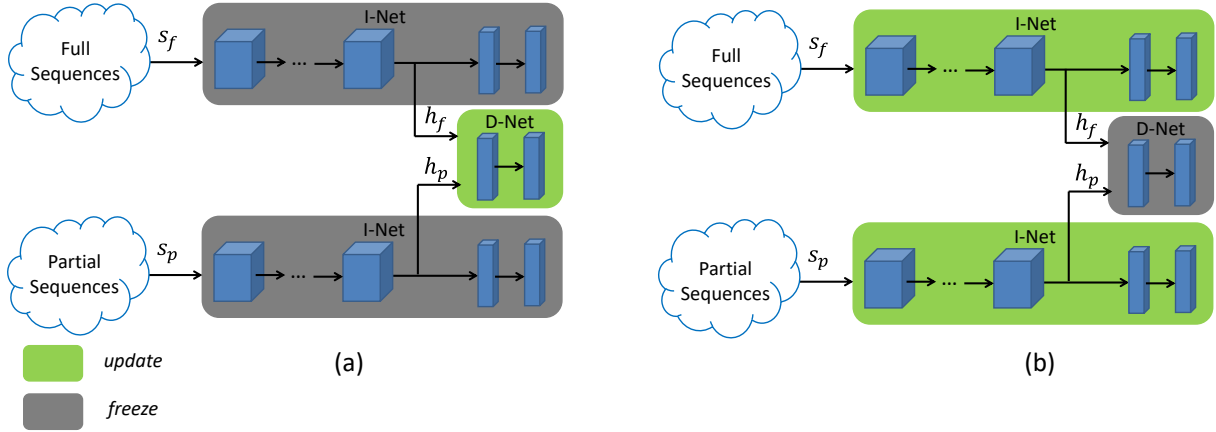 I-Net
s_f
Full
Sequences
...
D-Net
h_f
h_p
I-Net
s_p
Partial
Sequences
...
update
freeze
(a)
I-Net
s_f
Full
Sequences
...
D-Net
h_f
h_p
I-Net
s_p
Partial
Sequences
...
(b)